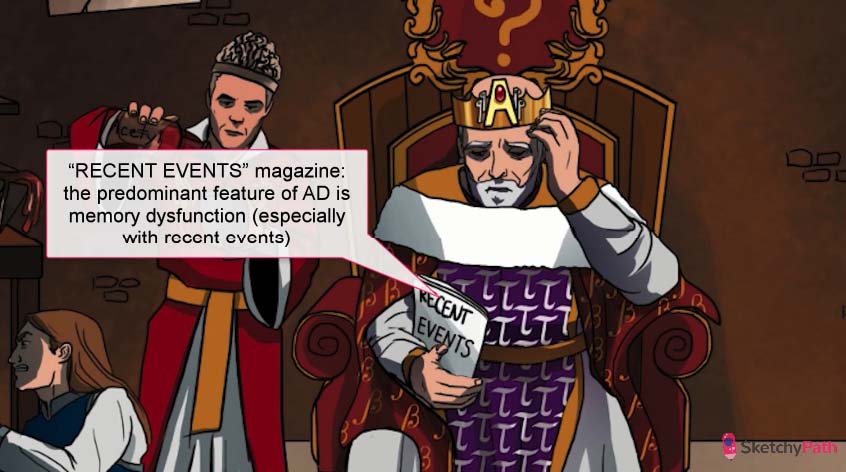 ?
A
“RECENT EVENTS” magazine:
the predominant feature of AD is
memory dysfunction (especially
with recent events)
RECENT
EVENTS
SketchyPath